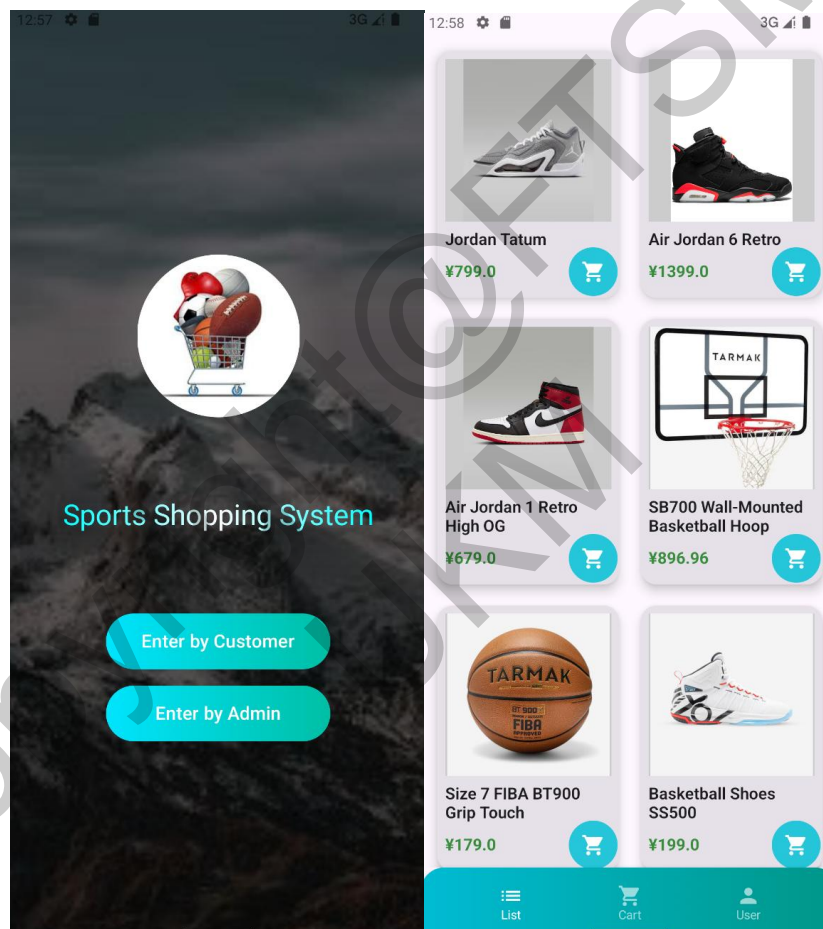 12:57
3G
Sports Shopping System
Enter by Customer
Enter by Admin
12:58
3G
Jordan Tatum
¥799.0
Air Jordan 6 Retro
¥1399.0
Air Jordan 1 Retro
High OG
¥679.0
TARMAK
SB700 Wall-Mounted
Basketball Hoop
¥896.96
TARMAK
BT 900
FIBA
APPROVED
Size 7 FIBA BT900
Grip Touch
¥179.0
Basketball Shoes
SS500
¥199.0
List
Cart
User